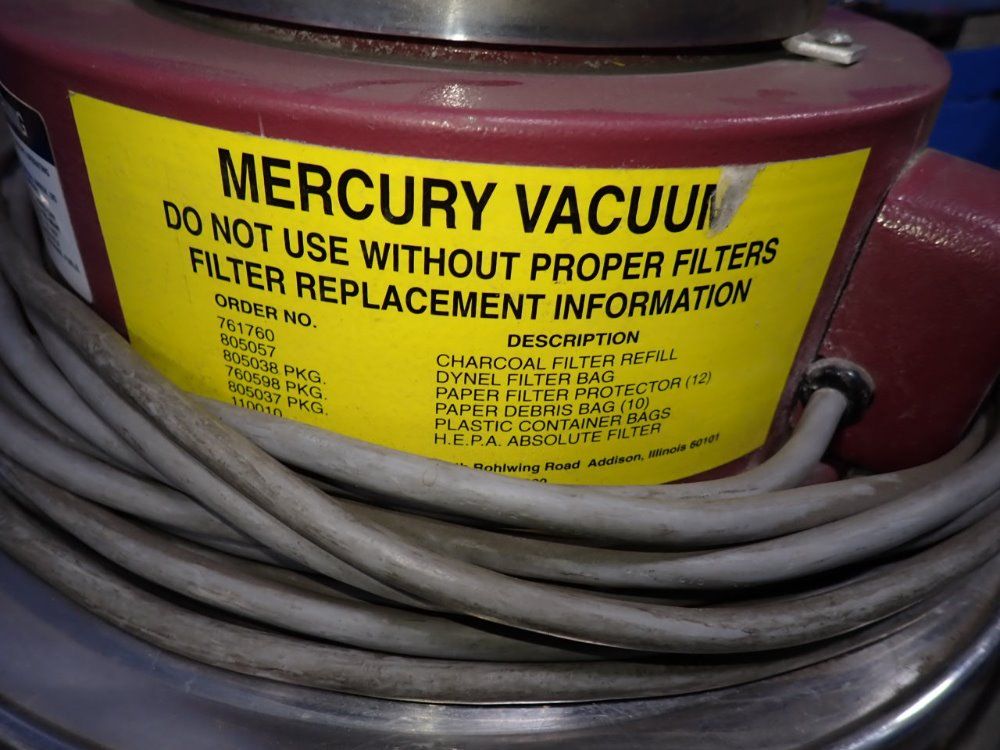 MERCURY VACUUM
DO NOT USE WITHOUT PROPER FILTERS
FILTER REPLACEMENT INFORMATION
ORDER NO. DESCRIPTION
761760 CHARCOAL FILTER REFILL
805057 DYNEL FILTER BAG
805038 PKG. PAPER FILTER PROTECTOR (12)
760598 PKG. PAPER DEBRIS BAG (10)
805037 PKG. PLASTIC CONTAINER BAGS
110010 H.E.P.A. ABSOLUTE FILTER
Rohlwing Road Addison, Illinois 60101